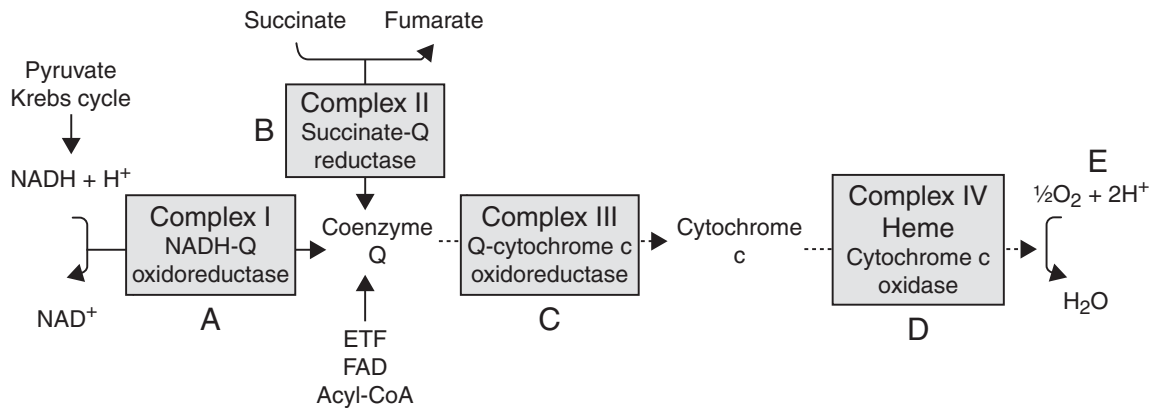 Succinate Fumarate
Pyruvate
Krebs cycle
NADH + H⁺
NAD⁺
Complex I
NADH-Q
oxidoreductase
A
B
Complex II
Succinate-Q
reductase
Coenzyme
Q
ETF
FAD
Acyl-CoA
Complex III
Q-cytochrome c
oxidoreductase
C
Cytochrome
c
Complex IV
Heme
Cytochrome c
oxidase
D
E
½O₂ + 2H⁺
H₂O